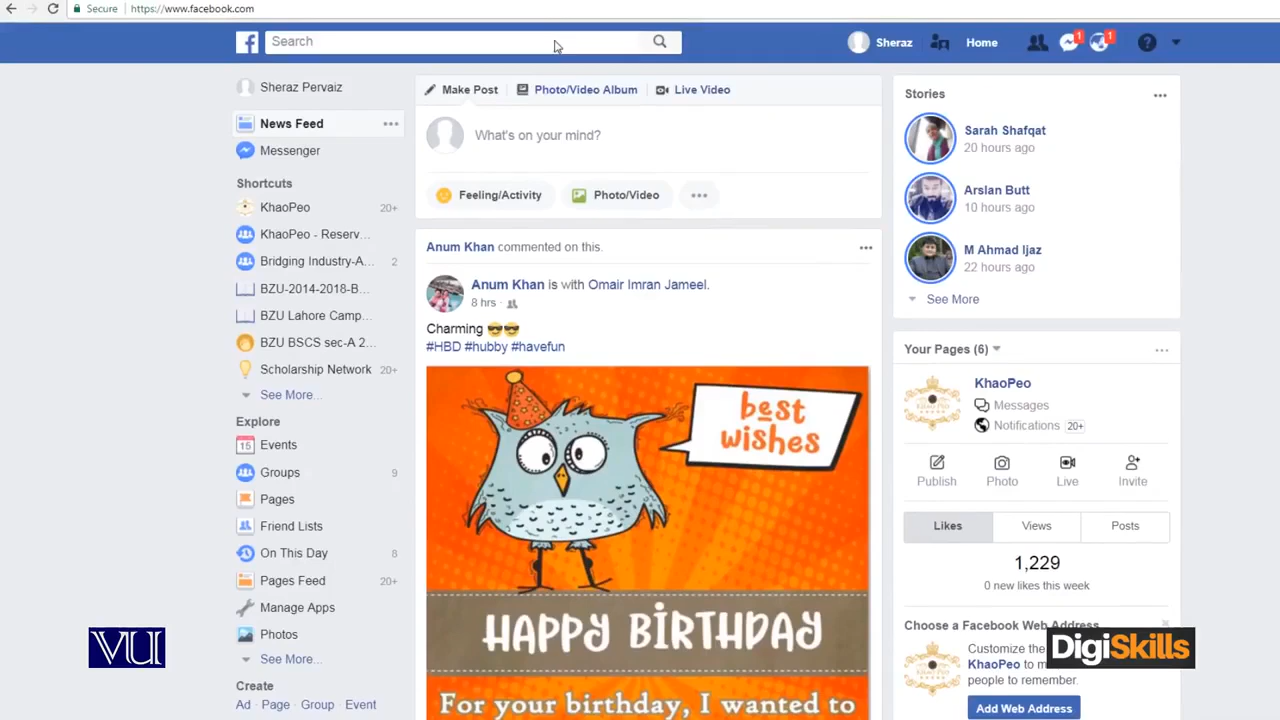 Secure https://www.facebook.com
f Search Sheraz Home 1 1
Sheraz Pervaiz
News Feed
Messenger
Shortcuts
KhaoPeo 20+
KhaoPeo - Reserv...
Bridging Industry-A... 2
BZU-2014-2018-B...
BZU Lahore Camp...
BZU BSCS sec-A 2...
Scholarship Network 20+
See More...
Explore
15 Events
Groups 9
Pages
Friend Lists
On This Day 8
Pages Feed 20+
Manage Apps
Photos
See More...
Create
Ad · Page · Group · Event
Make Post Photo/Video Album Live Video
What's on your mind?
Feeling/Activity Photo/Video
Anum Khan commented on this.
Anum Khan is with Omair Imran Jameel.
8 hrs ·
Charming 😎😎
#HBD #hubby #havefun
best
wishes
HAPPY BIRTHDAY
For your birthday, I wanted to
Stories
Sarah Shafqat
20 hours ago
Arslan Butt
10 hours ago
M Ahmad Ijaz
22 hours ago
See More
Your Pages (6)
KhaoPeo
Messages
Notifications 20+
Publish Photo Live Invite
Likes Views Posts
1,229
0 new likes this week
Choose a Facebook Web Address
Customize the
KhaoPeo to m
people to remember.
Add Web Address
VU
DigiSkills